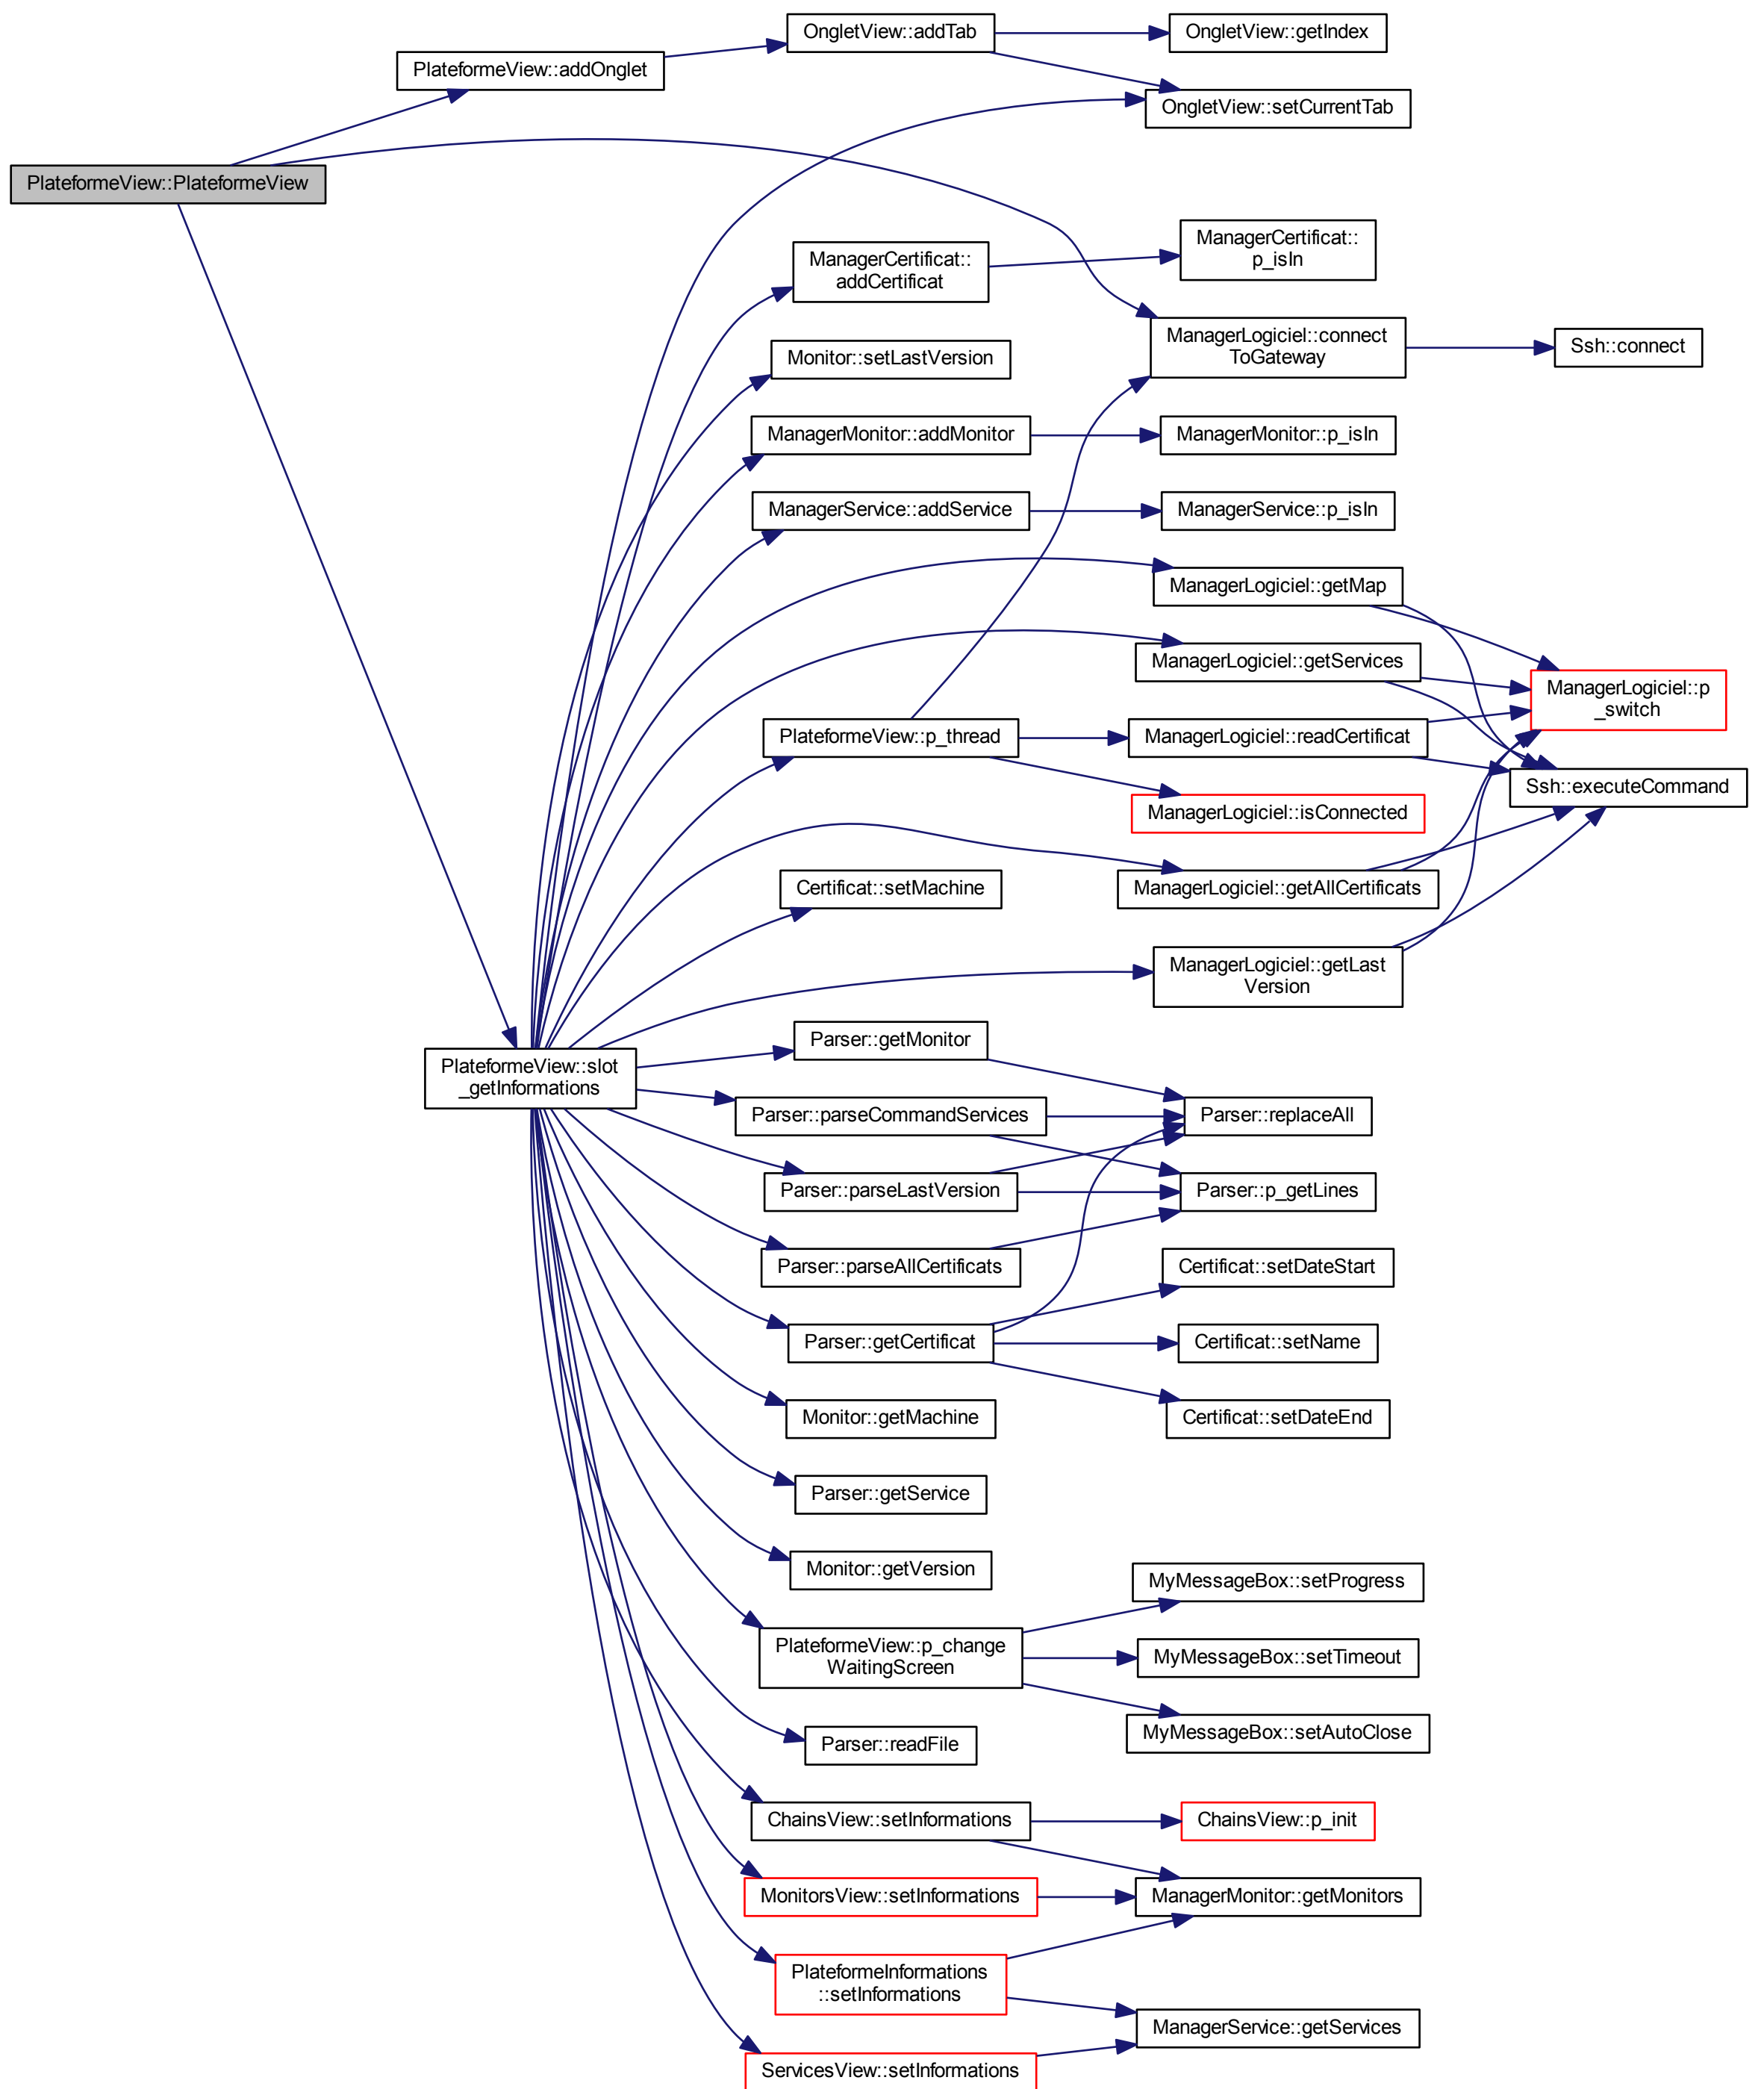 OngletView::addTab
OngletView::getIndex
PlateformeView::addOnglet
OngletView::setCurrentTab
PlateformeView::PlateformeView
ManagerCertificat::
addCertificat
ManagerCertificat::
p_isIn
ManagerLogiciel::connect
ToGateway
Ssh::connect
Monitor::setLastVersion
ManagerMonitor::addMonitor
ManagerMonitor::p_isIn
ManagerService::addService
ManagerService::p_isIn
ManagerLogiciel::getMap
ManagerLogiciel::getServices
ManagerLogiciel::p
_switch
PlateformeView::p_thread
ManagerLogiciel::readCertificat
Ssh::executeCommand
ManagerLogiciel::isConnected
Certificat::setMachine
ManagerLogiciel::getAllCertificats
ManagerLogiciel::getLast
Version
Parser::getMonitor
PlateformeView::slot
_getInformations
Parser::parseCommandServices
Parser::replaceAll
Parser::parseLastVersion
Parser::p_getLines
Parser::parseAllCertificats
Certificat::setDateStart
Parser::getCertificat
Certificat::setName
Monitor::getMachine
Certificat::setDateEnd
Parser::getService
Monitor::getVersion
MyMessageBox::setProgress
PlateformeView::p_change
WaitingScreen
MyMessageBox::setTimeout
Parser::readFile
MyMessageBox::setAutoClose
ChainsView::setInformations
ChainsView::p_init
MonitorsView::setInformations
ManagerMonitor::getMonitors
PlateformeInformations
::setInformations
ManagerService::getServices
ServicesView::setInformations